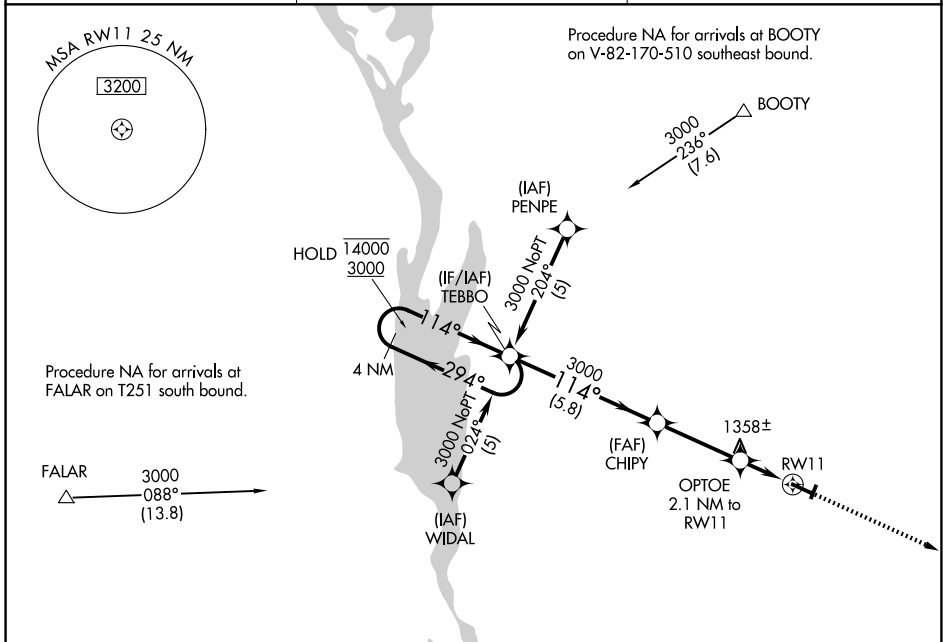 MSA RW11 25 NM
3200
Procedure NA for arrivals at BOOTY
on V-82-170-510 southeast bound.
BOOTY
3000
236°
(7.6)
(IAF)
PENPE
3000 NoPT
204°
(5)
HOLD 14000
3000
(IF/IAF)
TEBBO
114°
4 NM
294°
3000
114°
(5.8)
Procedure NA for arrivals at
FALAR on T251 south bound.
3000 NoPT
024°
(5)
(FAF)
CHIPY
1358±
RW11
OPTOE
2.1 NM to
RW11
FALAR
3000
088°
(13.8)
(IAF)
WIDAL